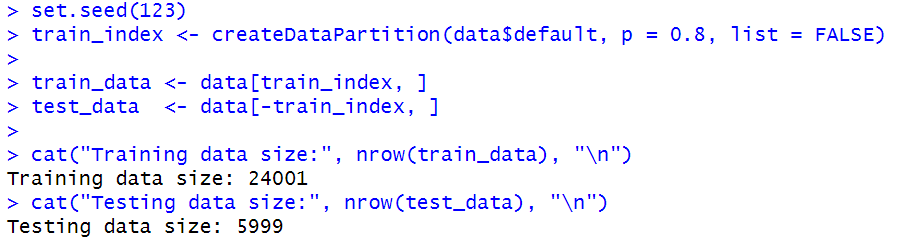 > set.seed(123)
> train_index <- createDataPartition(data$default, p = 0.8, list = FALSE)
>
> train_data <- data[train_index, ]
> test_data  <- data[-train_index, ]
>
> cat("Training data size:", nrow(train_data), "\n")
Training data size: 24001
> cat("Testing data size:", nrow(test_data), "\n")
Testing data size: 5999